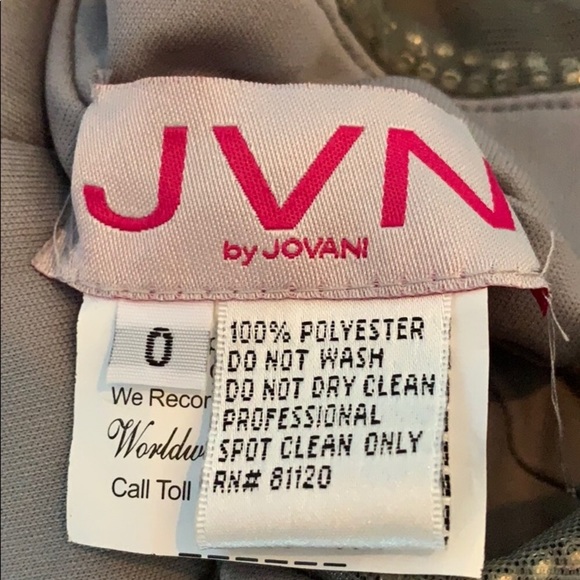 JVN
by JOVANI
0
100% POLYESTER
DO NOT WASH
DO NOT DRY CLEAN
PROFESSIONAL
SPOT CLEAN ONLY
RN# 81120
We Recor
Worldw
Call Toll